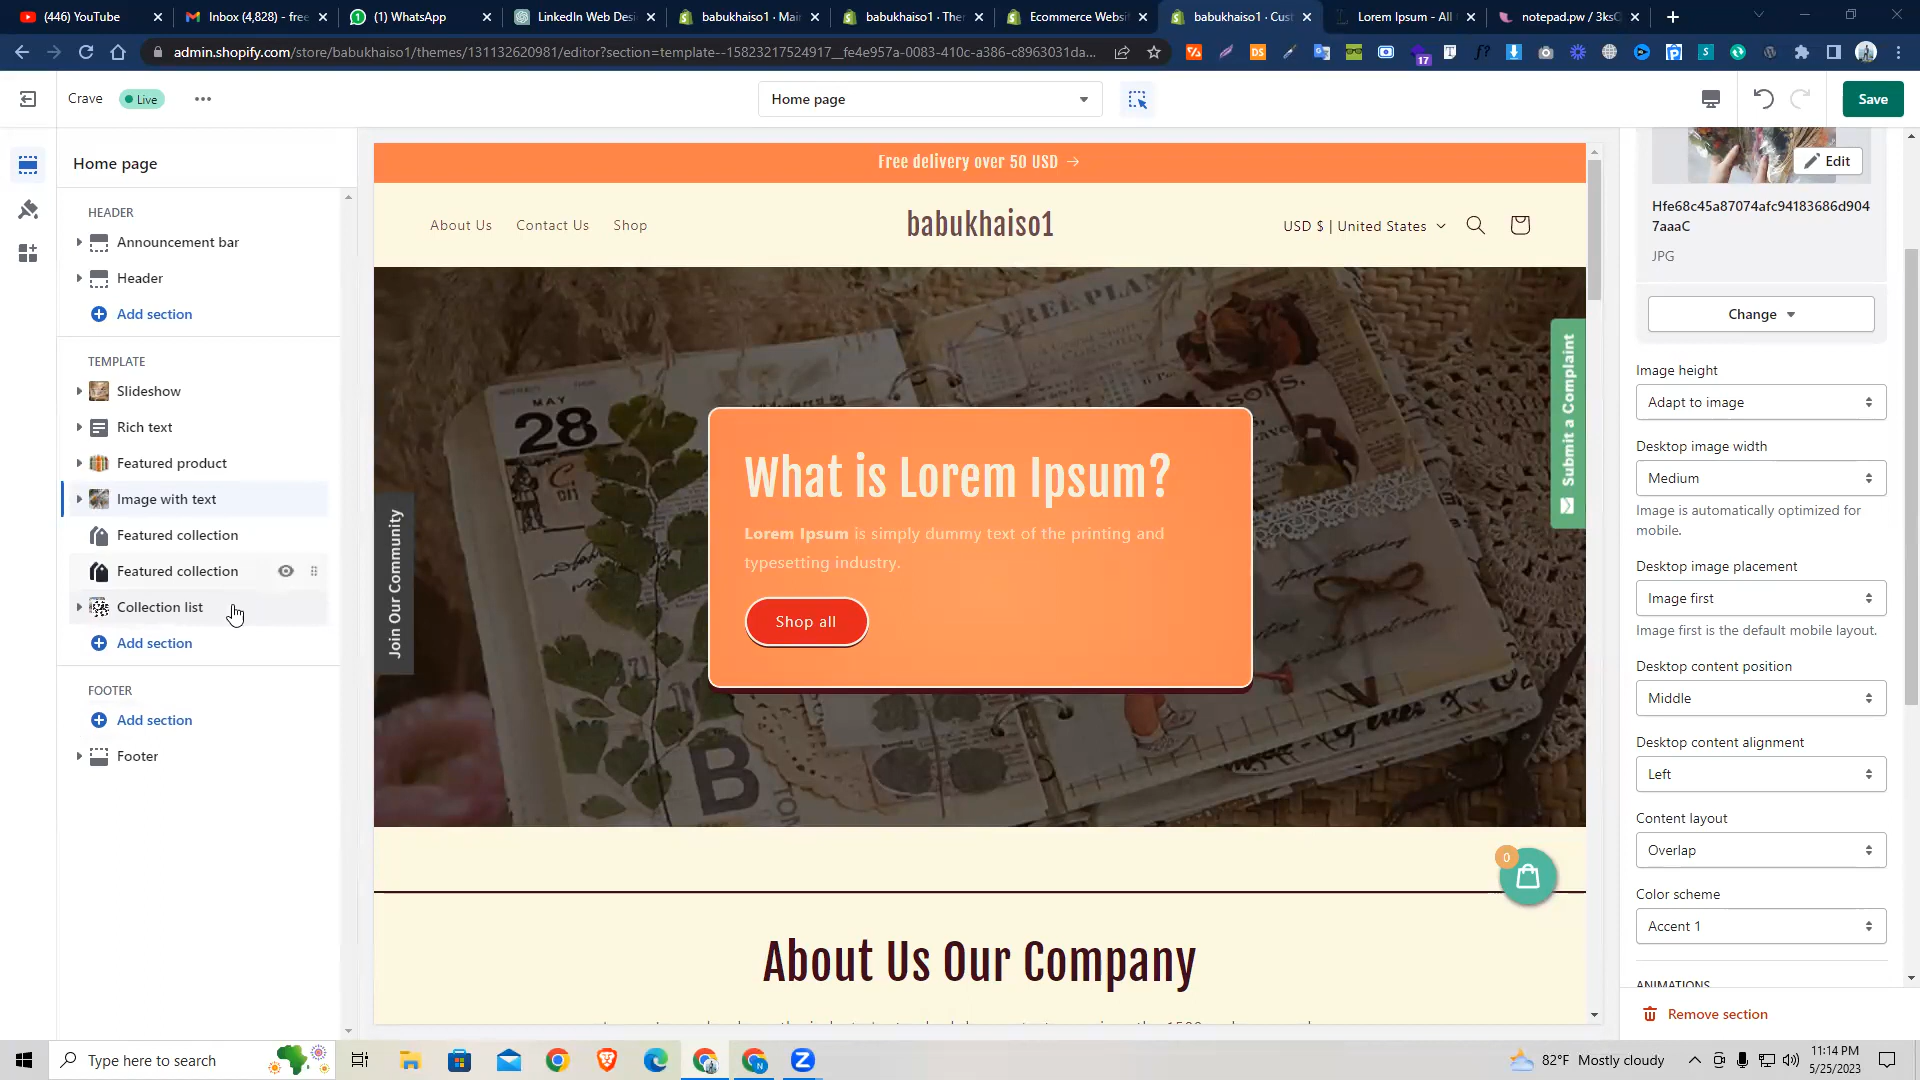 (446) YouTube
Inbox (4,828) - free
(1) WhatsApp
LinkedIn Web Desi
babukhaiso1 · Mai
babukhaiso1 · The
Ecommerce Websi
babukhaiso1 · Cus
Lorem Ipsum - All
notepad.pw / 3ks
admin.shopify.com/store/babukhaiso1/themes/131132620981/editor?section=template--15823217524917__fe4e957a-0083-410c-a386-c8963031da...
17
Crave
Live
Home page
Save
Home page
HEADER
Announcement bar
Header
Add section
TEMPLATE
Slideshow
Rich text
Featured product
Image with text
Featured collection
Featured collection
Collection list
Add section
FOOTER
Add section
Footer
Free delivery over 50 USD →
About Us
Contact Us
Shop
babukhaiso1
USD $ | United States
MAY
28
What is Lorem Ipsum?
Lorem Ipsum is simply dummy text of the printing and
typesetting industry.
Shop all
Join Our Community
Submit a Complaint
B
0
About Us Our Company
Edit
Hfe68c45a87074afc94183686d904
7aaaC
JPG
Change
Image height
Adapt to image
Desktop image width
Medium
Image is automatically optimized for
mobile.
Desktop image placement
Image first
Image first is the default mobile layout.
Desktop content position
Middle
Desktop content alignment
Left
Content layout
Overlap
Color scheme
Accent 1
ANIMATIONS
Remove section
Type here to search
82°F Mostly cloudy
11:14 PM
5/25/2023